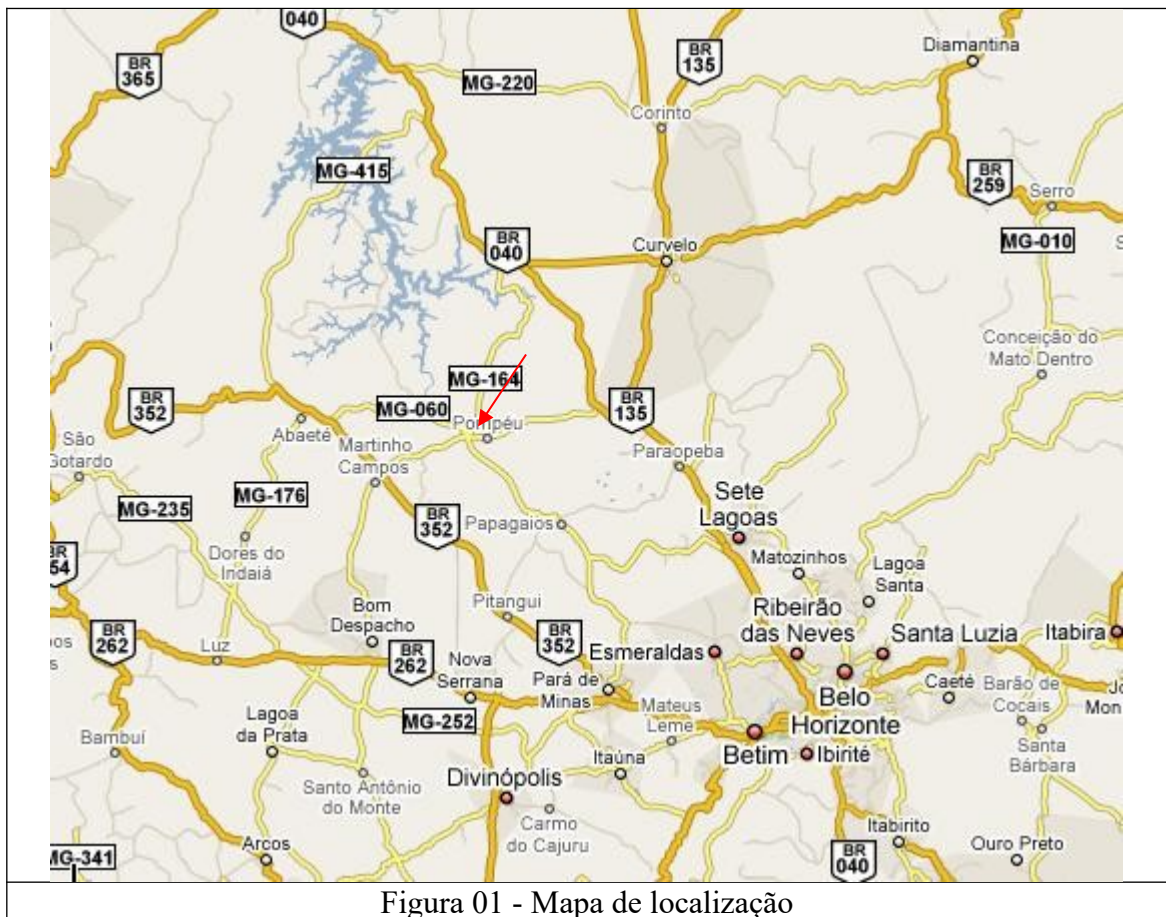 040
BR
365
BR
135
Diamantina
MG-220
Corinto
MG-415
BR
259
Serro
MG-010
BR
040
Curvelo
Conceição do
Mato Dentro
MG-164
BR
352
MG-060
BR
135
Abaeté
Pompéu
São
Gotardo
Martinho
Campos
Paraopeba
MG-176
MG-235
Sete
Lagoas
BR
352
Papagaios
Matozinhos
Dores do
Indaiá
BR
54
Lagoa
Santa
Pitangui
Bom
Despacho
Ribeirão
das Neves
Santa Luzia
Itabira
BR
262
Luz
BR
262
BR
352
Esmeraldas
Nova
Serrana
Pará de
Minas
Belo
Horizonte
Caeté
Barão de
Cocais
Mon
Lagoa
da Prata
MG-252
Mateus
Leme
Bambuí
Betim
Ibirité
Santa
Bárbara
Itaúna
Santo Antônio
do Monte
Divinópolis
Carmo
do Cajuru
Itabirito
Arcos
BR
040
Ouro Preto
MG-341
Figura 01 - Mapa de localização